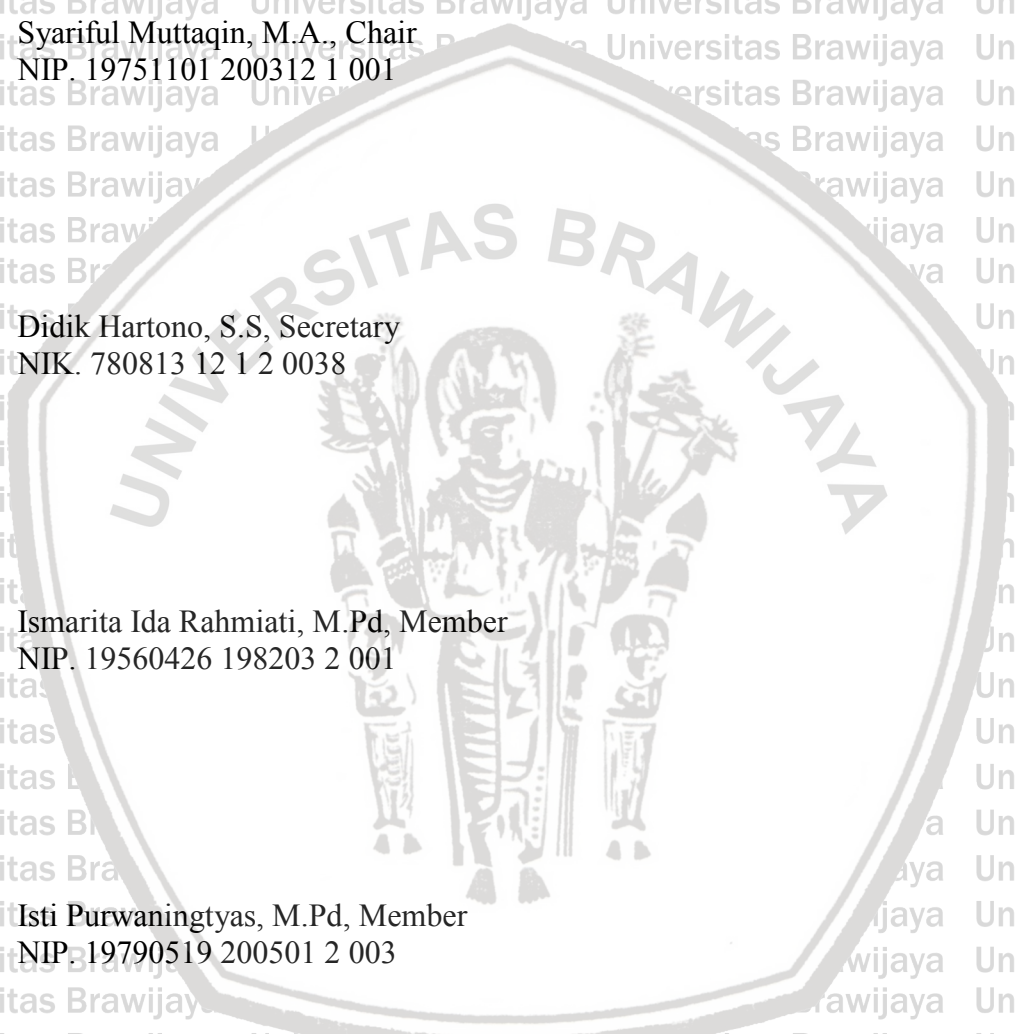 Syariful Muttaqin, M.A., Chair
NIP. 19751101 200312 1 001
UNIVERSITAS BRAWIJAYA
Didik Hartono, S.S, Secretary
NIK. 780813 12 1 2 0038
Ismarita Ida Rahmiati, M.Pd, Member
NIP. 19560426 198203 2 001
Isti Purwaningtyas, M.Pd, Member
NIP. 19790519 200501 2 003